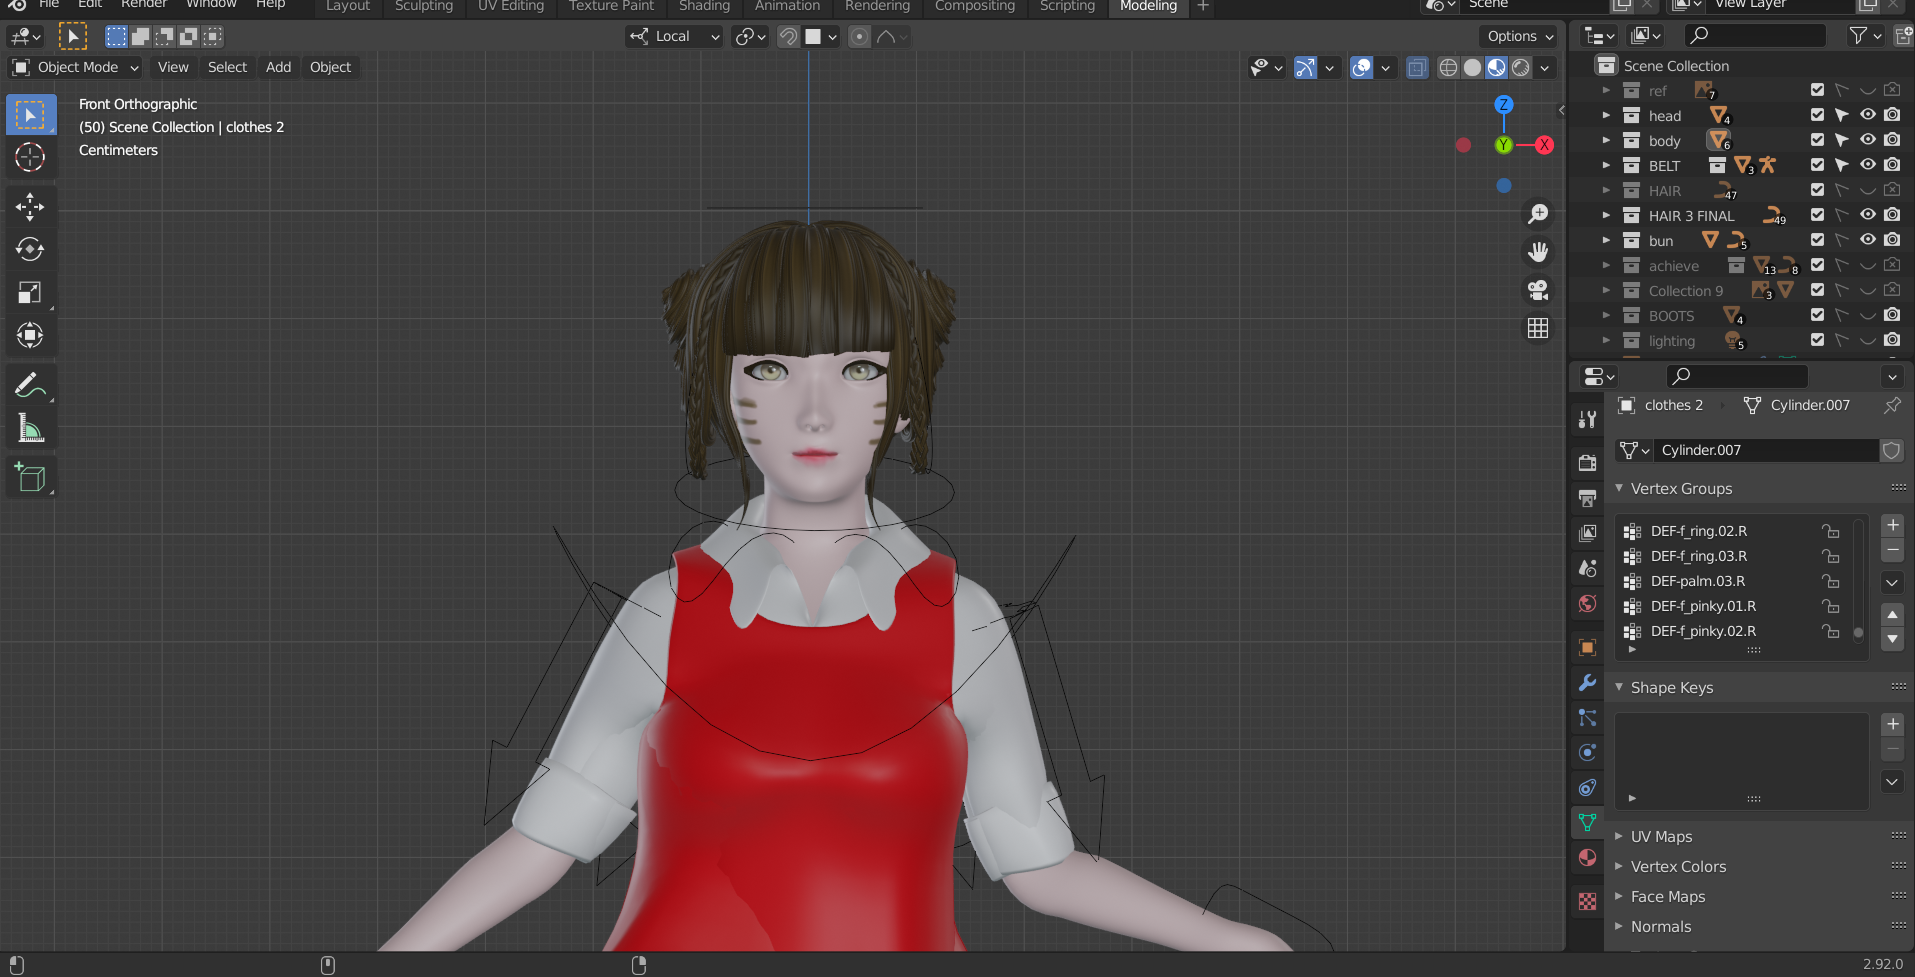 File Edit Render Window Help Layout Sculpting UV Editing Texture Paint Shading Animation Rendering Compositing Scripting Modeling + Scene View Layer
Local Options
Object Mode View Select Add Object
Front Orthographic
(50) Scene Collection | clothes 2
Centimeters
Z
Y
X
Scene Collection
ref 7
head 4
body 6
BELT 3
HAIR 47
HAIR 3 FINAL 49
bun 5
achieve 13 8
Collection 9 3
BOOTS 4
lighting 5
clothes 2 Cylinder.007
Cylinder.007
Vertex Groups
DEF-f_ring.02.R
DEF-f_ring.03.R
DEF-palm.03.R
DEF-f_pinky.01.R
DEF-f_pinky.02.R
Shape Keys
UV Maps
Vertex Colors
Face Maps
Normals
2.92.0